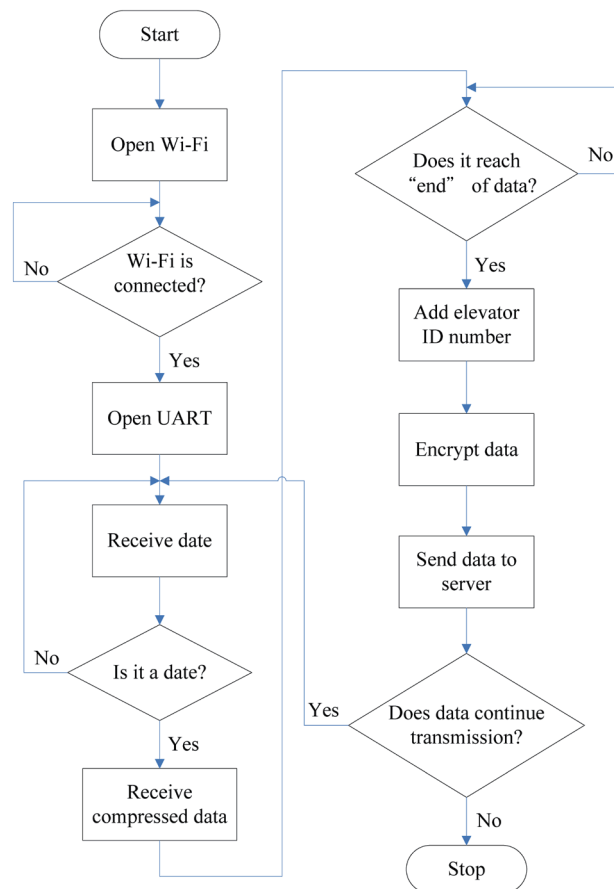 Start
Open Wi-Fi
No
Wi-Fi is
connected?
Yes
Open UART
Receive date
No
Is it a date?
Yes
Receive
compressed data
Does it reach
“end” of data?
No
Yes
Add elevator
ID number
Encrypt data
Send data to
server
Yes
Does data continue
transmission?
No
Stop